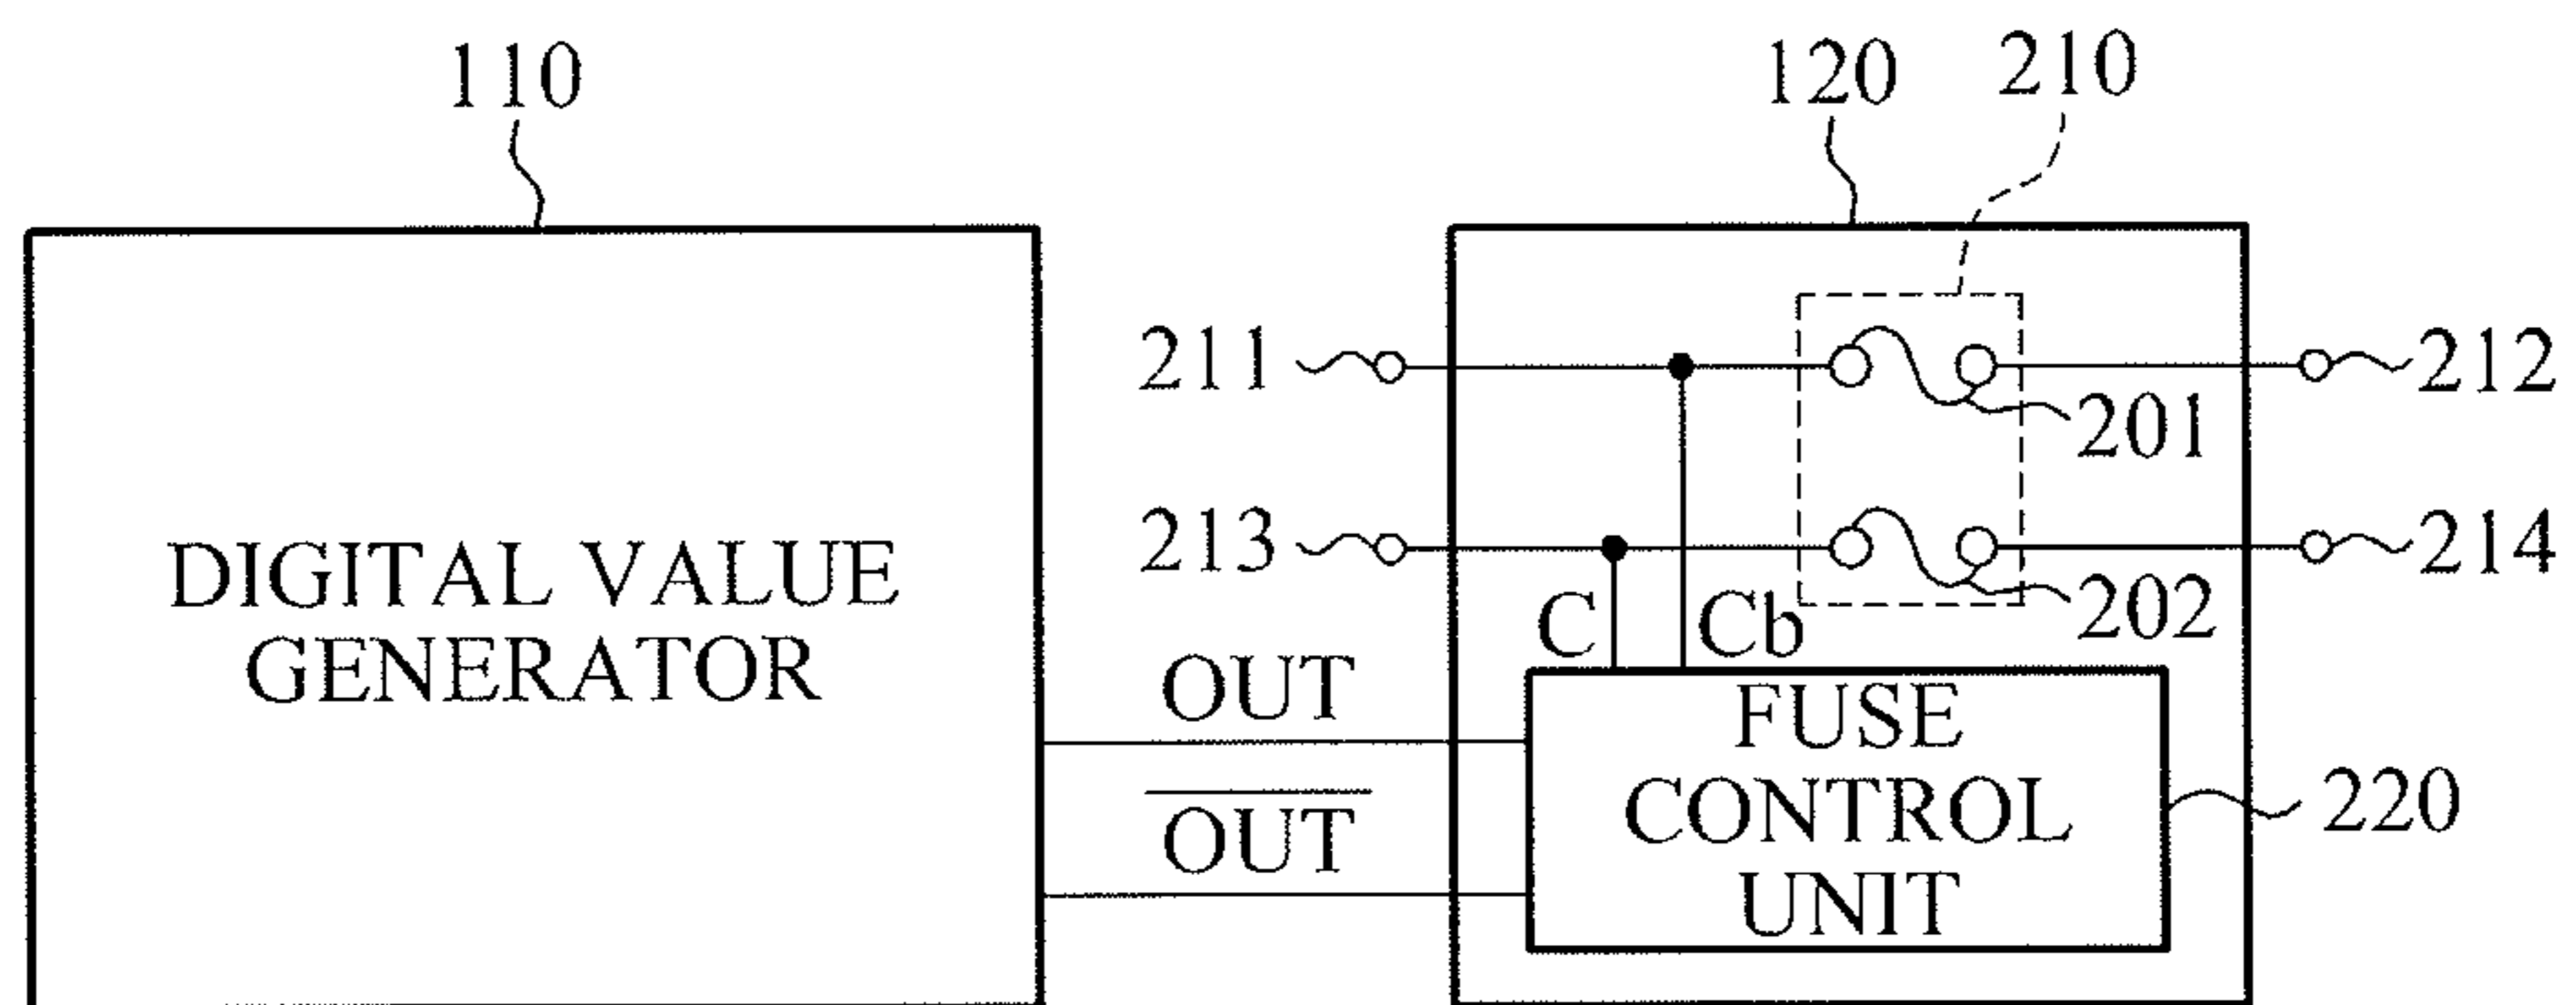 110
120
210
211
212
201
213
214
202
C
Cb
DIGITAL VALUE
GENERATOR
OUT
OUT
FUSE
CONTROL
UNIT
220